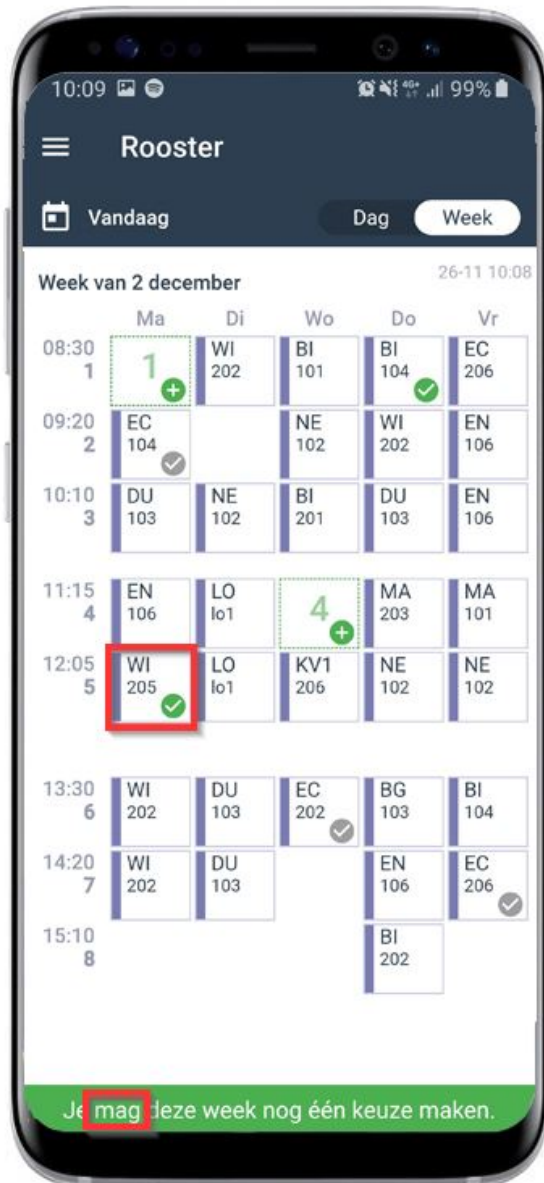 10:09 4G+ 99%
Rooster
Vandaag Dag Week
Week van 2 december 26-11 10:08
Ma Di Wo Do Vr
08:30 1 WI BI BI EC
1 202 101 104 206
09:20 EC NE WI EN
2 104 102 202 106
10:10 DU NE BI DU EN
3 103 102 201 103 106
11:15 EN LO 4 MA MA
4 106 lo1 203 101
12:05 WI LO KV1 NE NE
5 205 lo1 206 102 102
13:30 WI DU EC BG BI
6 202 103 202 103 104
14:20 WI DU EN EC
7 202 103 106 206
15:10 BI
8 202
Je mag deze week nog één keuze maken.